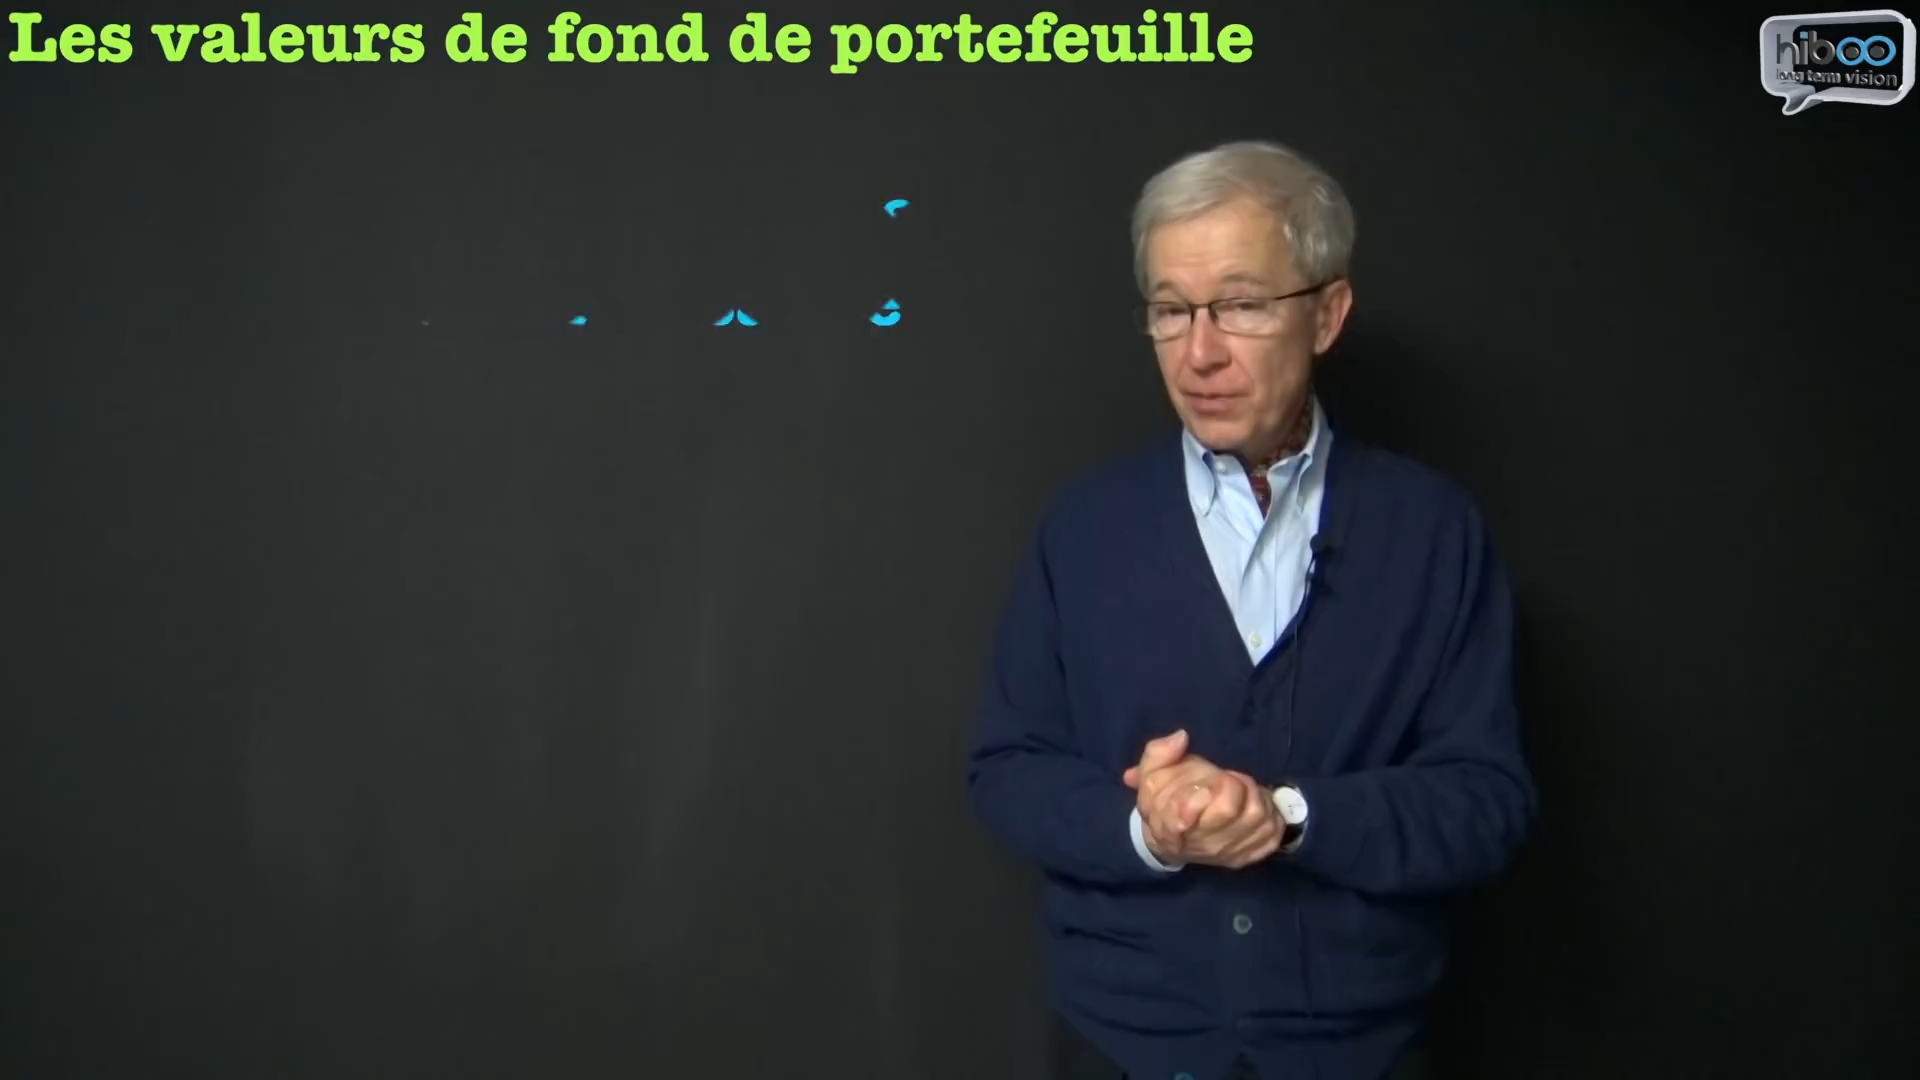 Les valeurs de fond de portefeuille
hiboo
long term vision